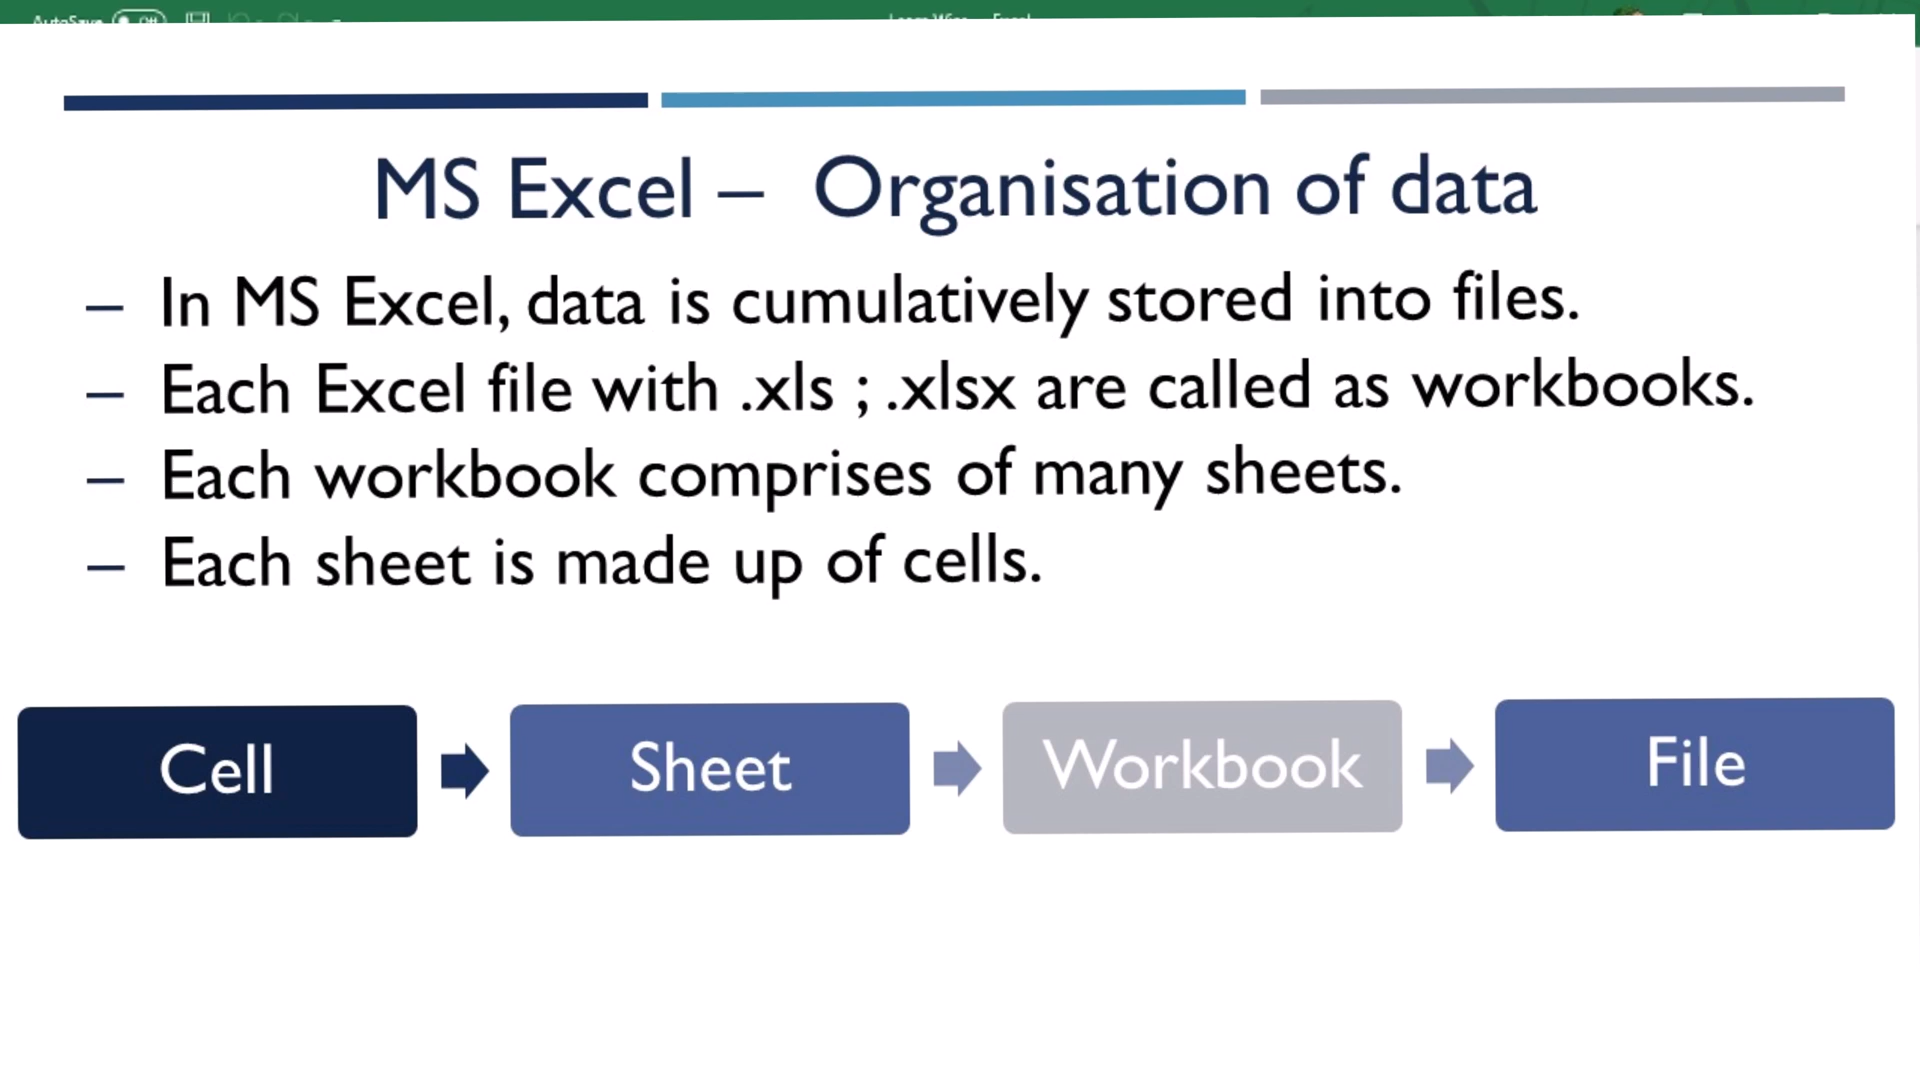 MS Excel – Organisation of data
– In MS Excel, data is cumulatively stored into files.
– Each Excel file with .xls ; .xlsx are called as workbooks.
– Each workbook comprises of many sheets.
– Each sheet is made up of cells.
Cell
Sheet
Workbook
File